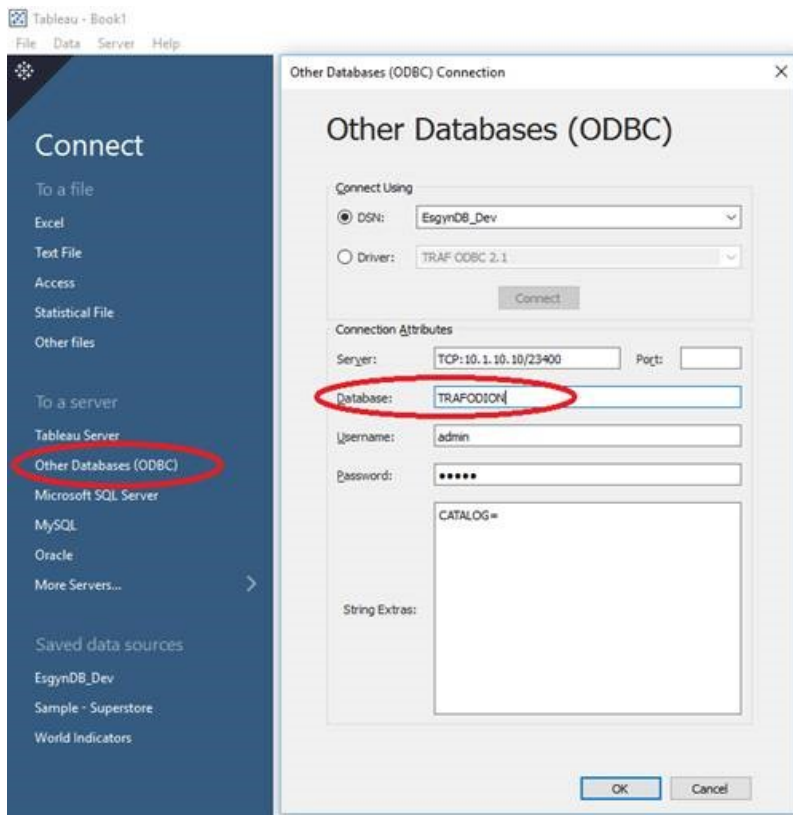 Tableau - Book1
File Data Server Help
Connect
To a file
Excel
Text File
Access
Statistical File
Other files
To a server
Tableau Server
Other Databases (ODBC)
Microsoft SQL Server
MySQL
Oracle
More Servers...
Saved data sources
EsgynDB_Dev
Sample - Superstore
World Indicators
Other Databases (ODBC) Connection
Other Databases (ODBC)
Connect Using
DSN: EsgynDB_Dev
Driver: TRAF ODBC 2.1
Connect
Connection Attributes
Server: TCP:10.1.10.10/23400 Port:
Database: TRAFODION
Username: admin
Password: •••••
CATALOG=
String Extras:
OK Cancel